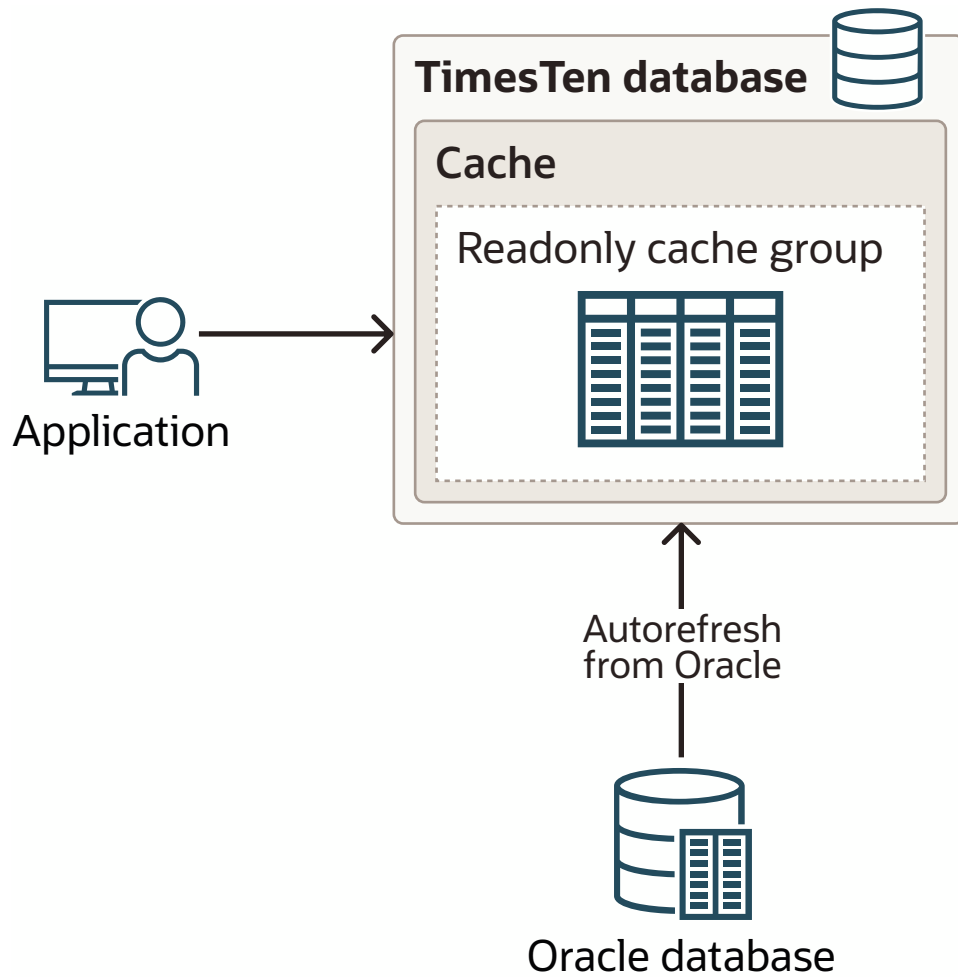 TimesTen database
Cache
Readonly cache group
Application
Autorefresh
from Oracle
Oracle database